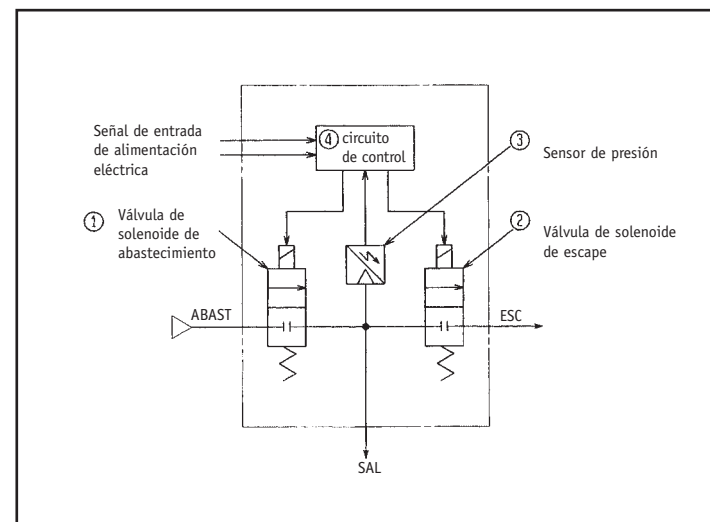 Señal de entrada
de alimentación
eléctrica
④ circuito
de control
③
Sensor de presión
① Válvula de
solenoide de
abastecimiento
②
Válvula de solenoide
de escape
ABAST
ESC
SAL